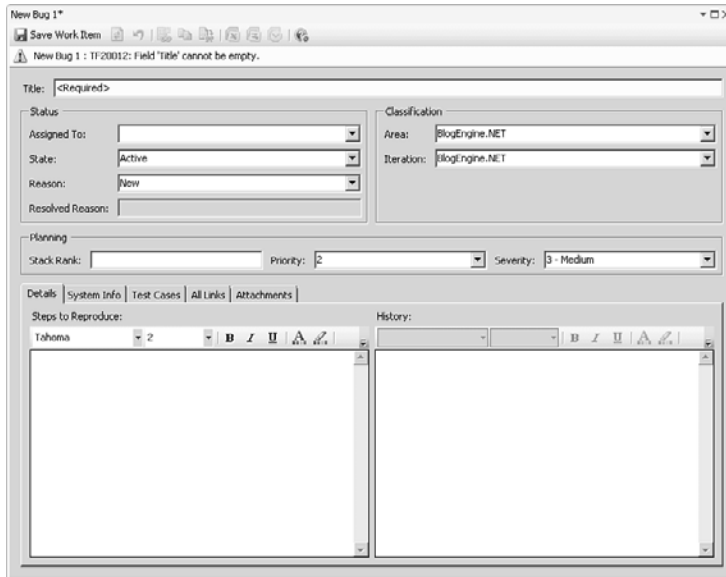 New Bug 1*
Save Work Item
New Bug 1 : TF20012: Field 'Title' cannot be empty.
Title: <Required>
Status
Classification
Assigned To:
Area: BlogEngine.NET
State: Active
Iteration: BlogEngine.NET
Reason: New
Resolved Reason:
Planning
Stack Rank: Priority: 2 Severity: 3 - Medium
Details System Info Test Cases All Links Attachments
Steps to Reproduce: History:
Tahoma 2 B I U A B I U A